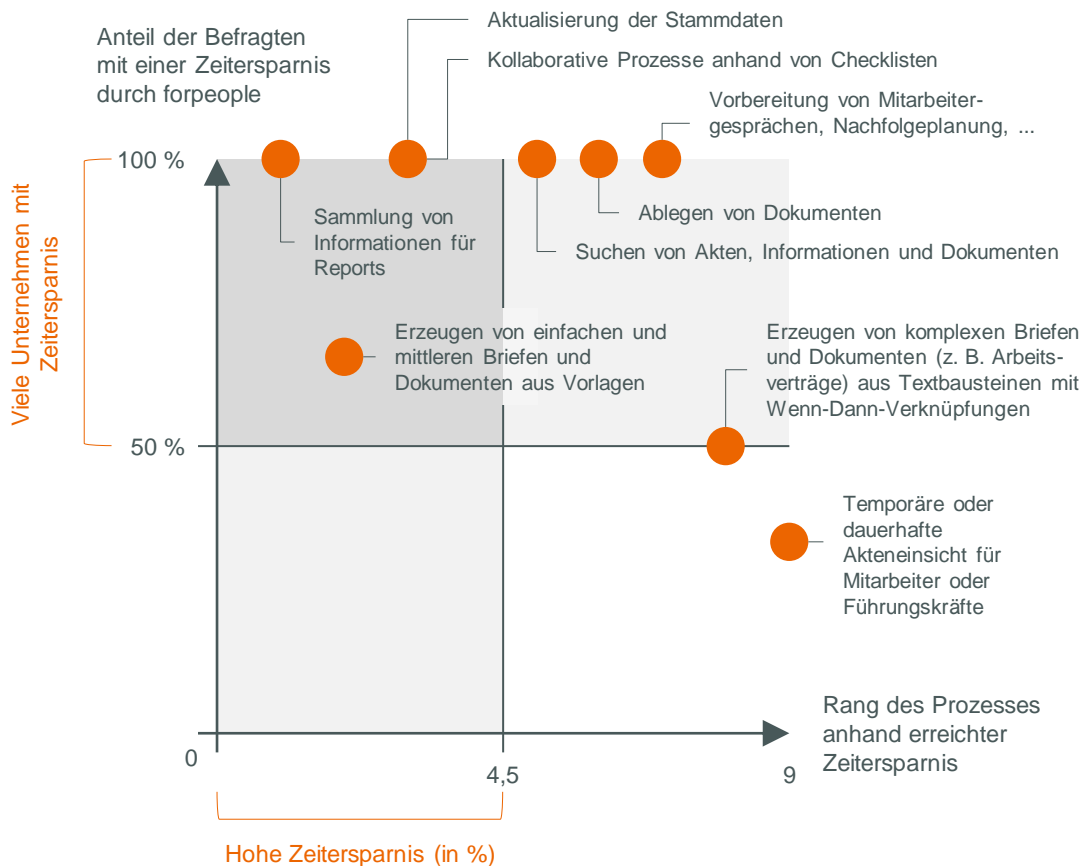 Aktualisierung der Stammdaten
Anteil der Befragten
mit einer Zeitersparnis
durch forpeople
Kollaborative Prozesse anhand von Checklisten
Vorbereitung von Mitarbeiter-
gesprächen, Nachfolgeplanung, ...
100 %
Viele Unternehmen mit
Zeitersparnis
Sammlung von
Informationen für
Reports
Ablegen von Dokumenten
Suchen von Akten, Informationen und Dokumenten
Erzeugen von einfachen und
mittleren Briefen und
Dokumenten aus Vorlagen
Erzeugen von komplexen Briefen
und Dokumenten (z. B. Arbeits-
verträge) aus Textbausteinen mit
Wenn-Dann-Verknüpfungen
50 %
Temporäre oder
dauerhafte
Akteneinsicht für
Mitarbeiter oder
Führungskräfte
Rang des Prozesses
anhand erreichter
Zeitersparnis
0
4,5
9
Hohe Zeitersparnis (in %)